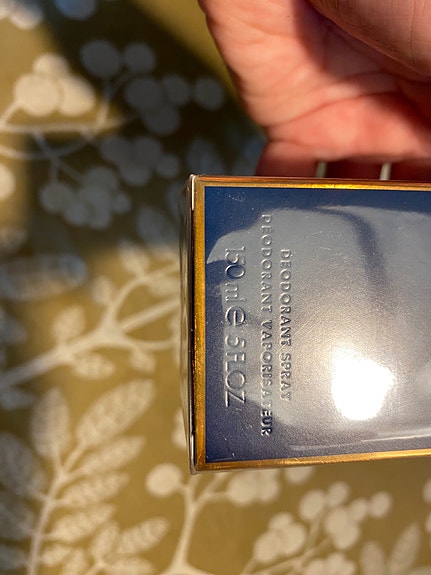 DEODORANT SPRAY
DEODORANT VAPORISATEUR
150 ml ℮ 5 FL.OZ